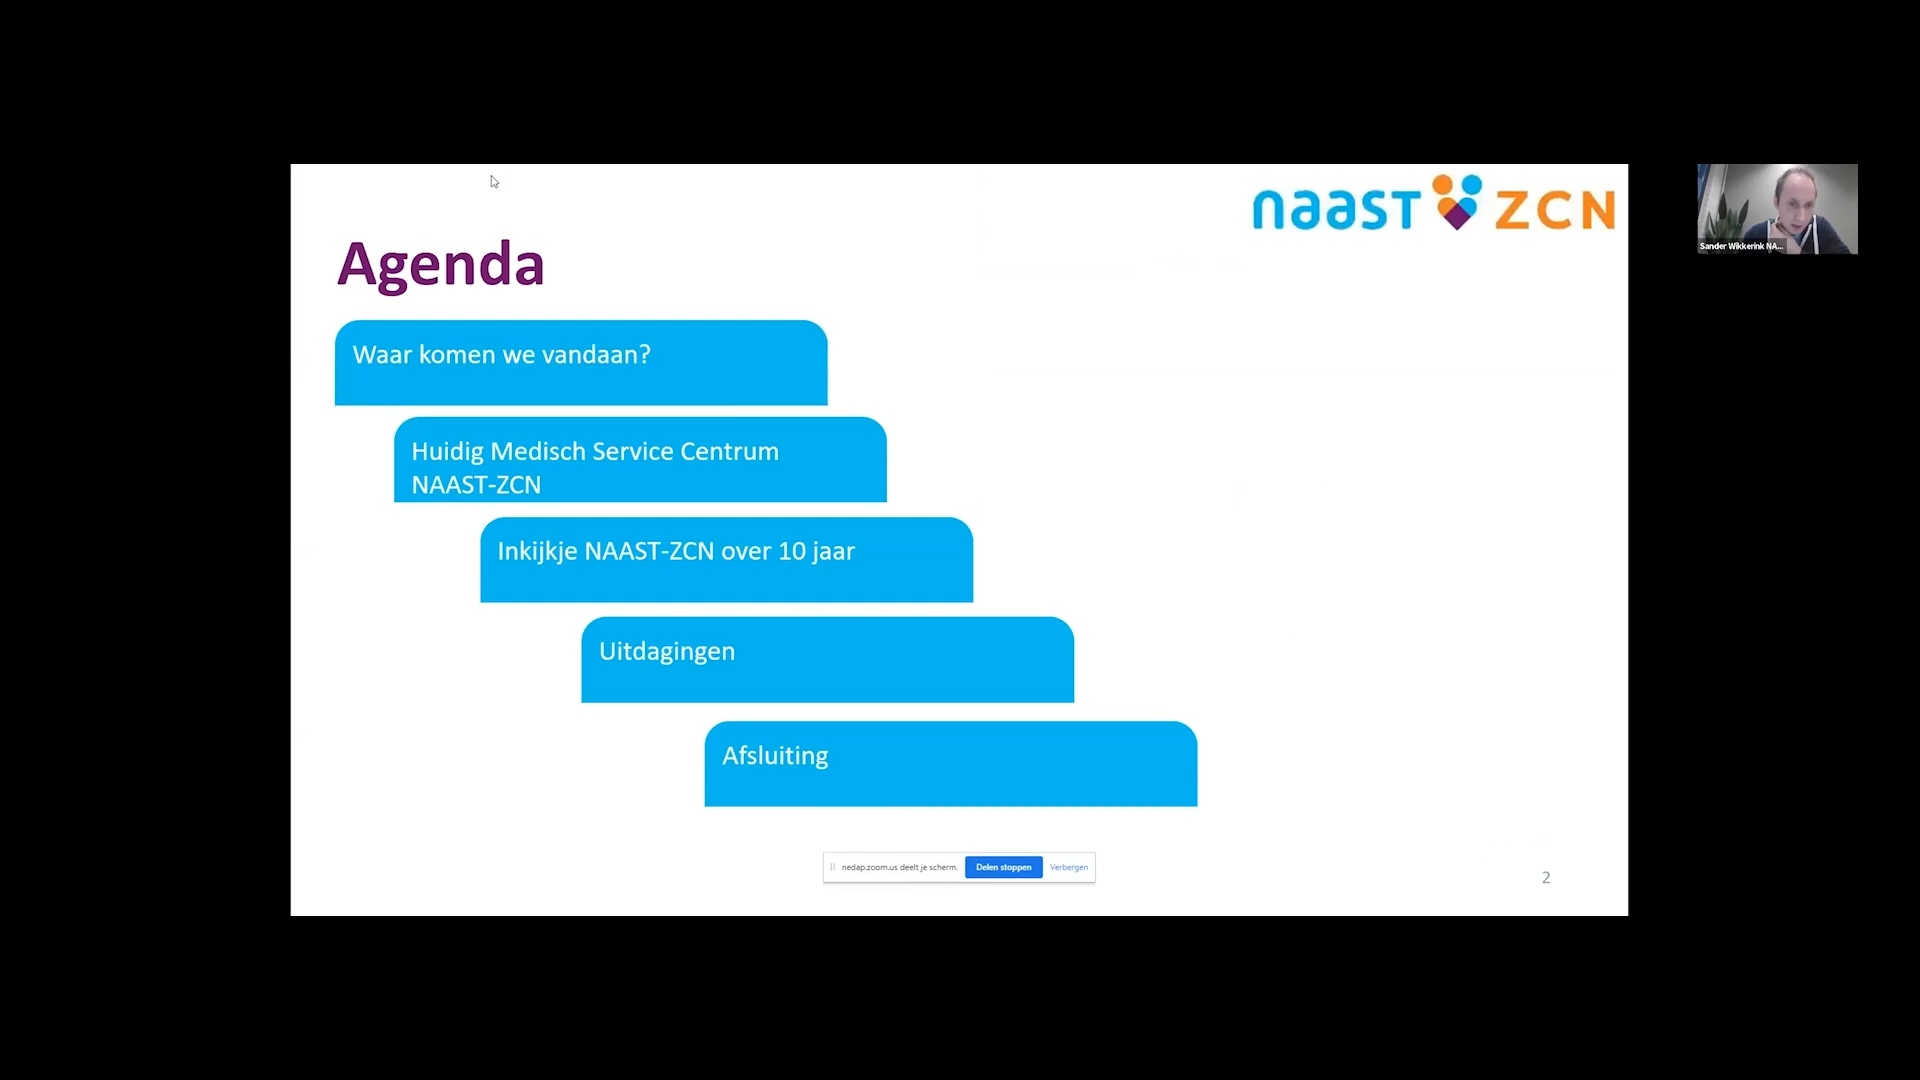 naast ZCN
Agenda
Waar komen we vandaan?
Huidig Medisch Service Centrum
NAAST-ZCN
Inkijkje NAAST-ZCN over 10 jaar
Uitdagingen
Afsluiting
nedap.zoom.us deelt je scherm. Delen stoppen Verbergen
2
Sander Wikkerink NA...